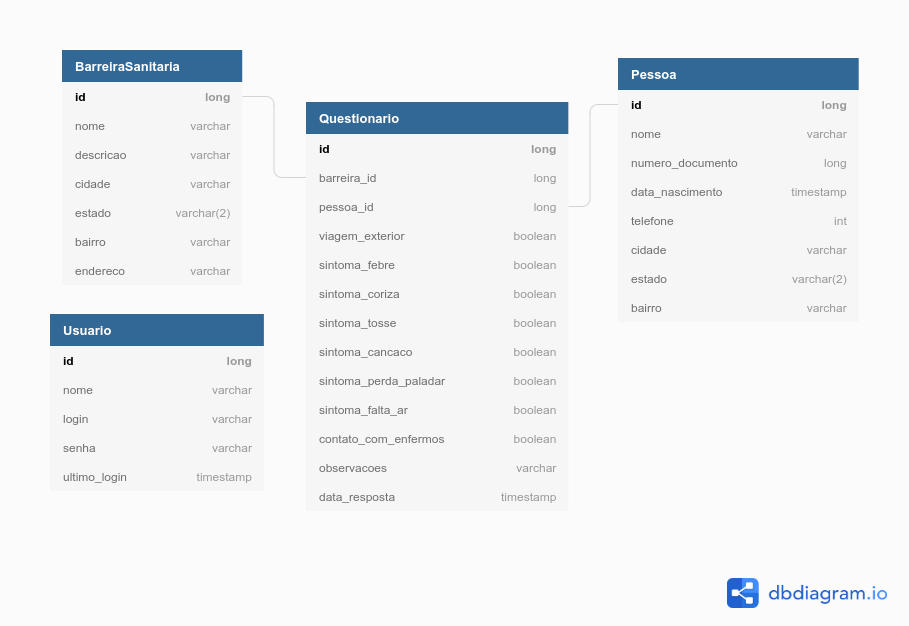 BarreiraSanitaria
id long
nome varchar
descricao varchar
cidade varchar
estado varchar(2)
bairro varchar
endereco varchar
Usuario
id long
nome varchar
login varchar
senha varchar
ultimo_login timestamp
Questionario
id long
barreira_id long
pessoa_id long
viagem_exterior boolean
sintoma_febre boolean
sintoma_coriza boolean
sintoma_tosse boolean
sintoma_cancaco boolean
sintoma_perda_paladar boolean
sintoma_falta_ar boolean
contato_com_enfermos boolean
observacoes varchar
data_resposta timestamp
Pessoa
id long
nome varchar
numero_documento long
data_nascimento timestamp
telefone int
cidade varchar
estado varchar(2)
bairro varchar
dbdiagram.io